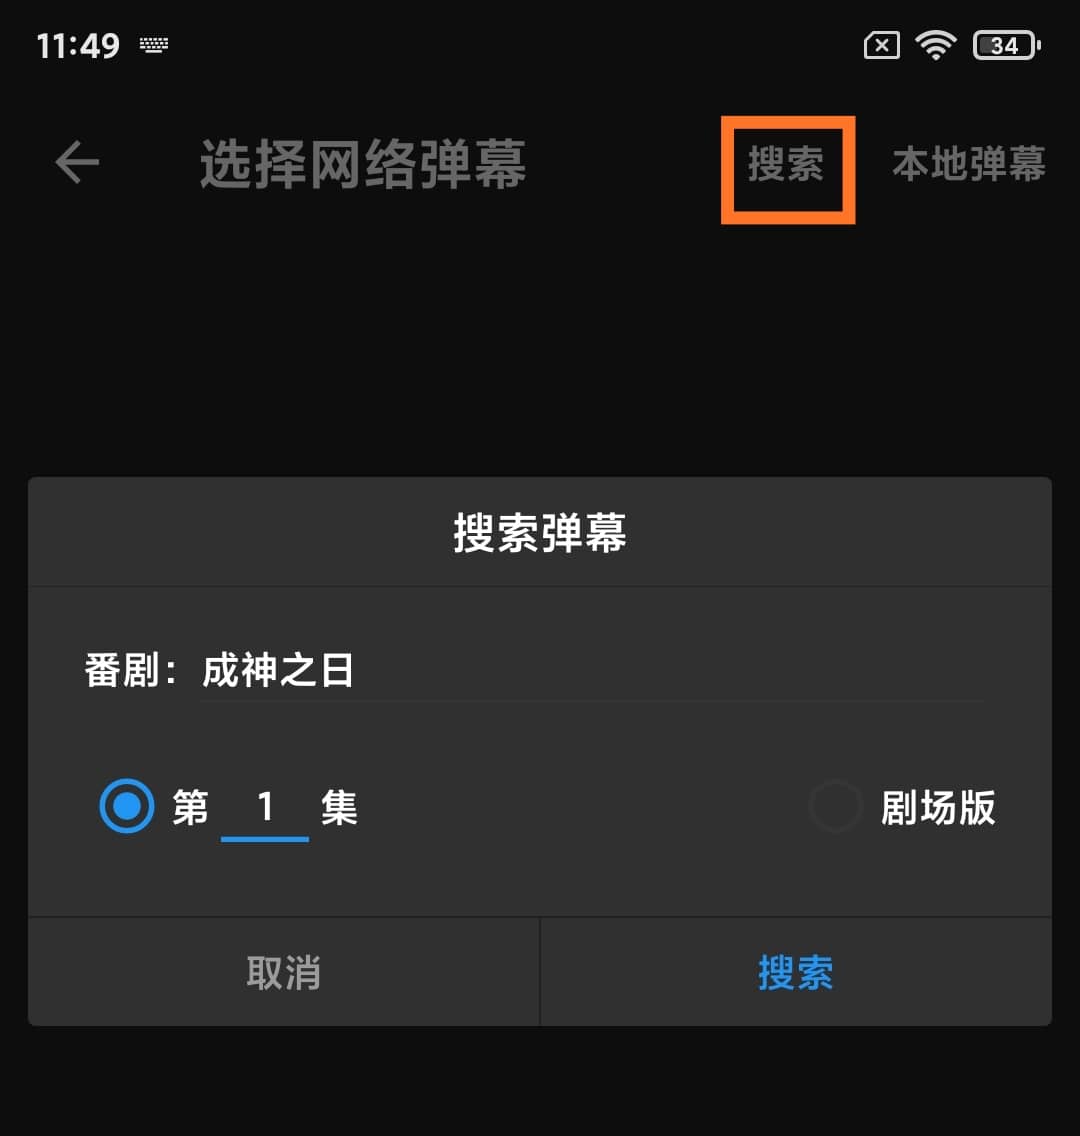 11:49 34
选择网络弹幕 搜索 本地弹幕
搜索弹幕
番剧：成神之日
第 1 集 剧场版
取消 搜索